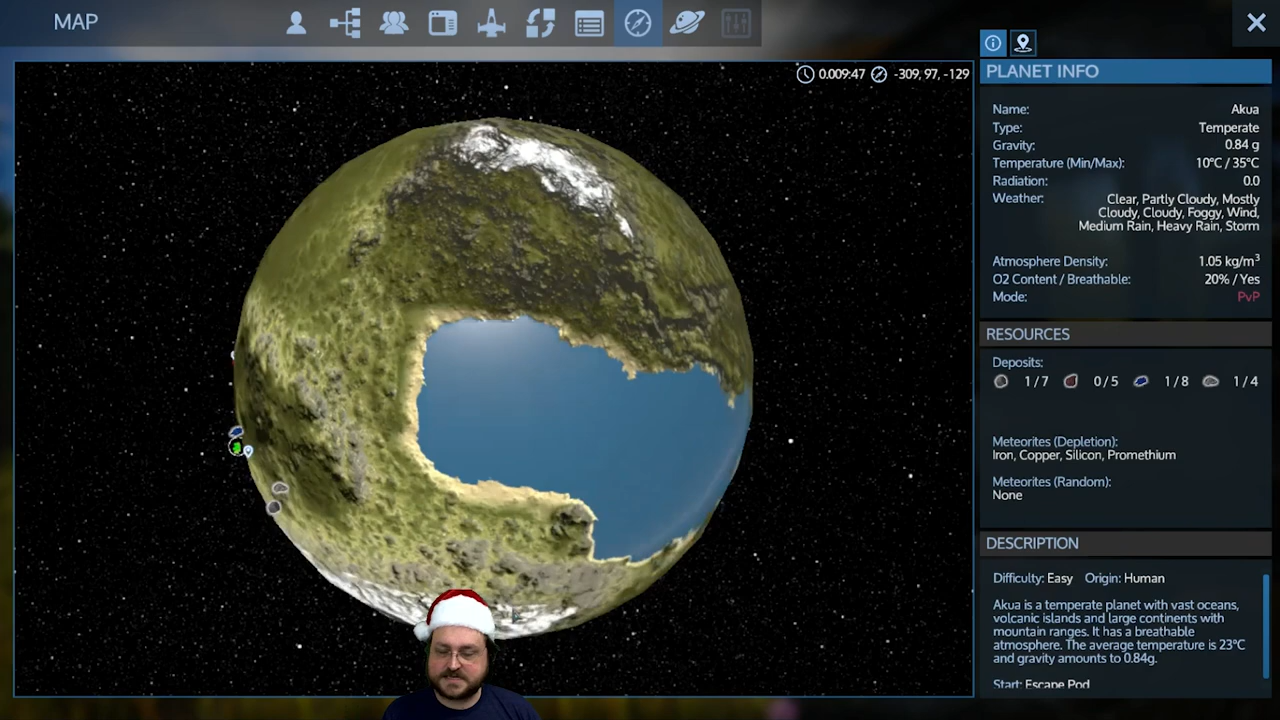 MAP
0.009:47 -309, 97, -129
PLANET INFO
Name: Akua
Type: Temperate
Gravity: 0.84 g
Temperature (Min/Max): 10°C / 35°C
Radiation: 0.0
Weather: Clear, Partly Cloudy, Mostly
Cloudy, Cloudy, Foggy, Wind,
Medium Rain, Heavy Rain, Storm
Atmosphere Density: 1.05 kg/m³
O2 Content / Breathable: 20% / Yes
Mode: PvP
RESOURCES
Deposits:
1/7 0/5 1/8 1/4
Meteorites (Depletion):
Iron, Copper, Silicon, Promethium
Meteorites (Random):
None
DESCRIPTION
Difficulty: Easy Origin: Human
Akua is a temperate planet with vast oceans,
volcanic islands and large continents with
mountain ranges. It has a breathable
atmosphere. The average temperature is 23°C
and gravity amounts to 0.84g.
Start: Escape Pod